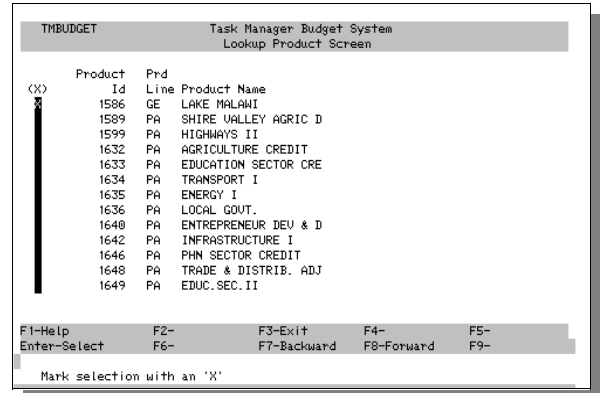 TMBUDGET Task Manager Budget System
Lookup Product Screen
Product Prd
(X) Id Line Product Name
X 1586 GE LAKE MALAWI
1589 PA SHIRE VALLEY AGRIC D
1599 PA HIGHWAYS II
1632 PA AGRICULTURE CREDIT
1633 PA EDUCATION SECTOR CRE
1634 PA TRANSPORT I
1635 PA ENERGY I
1636 PA LOCAL GOVT.
1640 PA ENTREPRENEUR DEV & D
1642 PA INFRASTRUCTURE I
1646 PA PHN SECTOR CREDIT
1648 PA TRADE & DISTRIB. ADJ
1649 PA EDUC.SEC.II
F1-Help F2- F3-Exit F4- F5-
Enter-Select F6- F7-Backward F8-Forward F9-
Mark selection with an 'X'